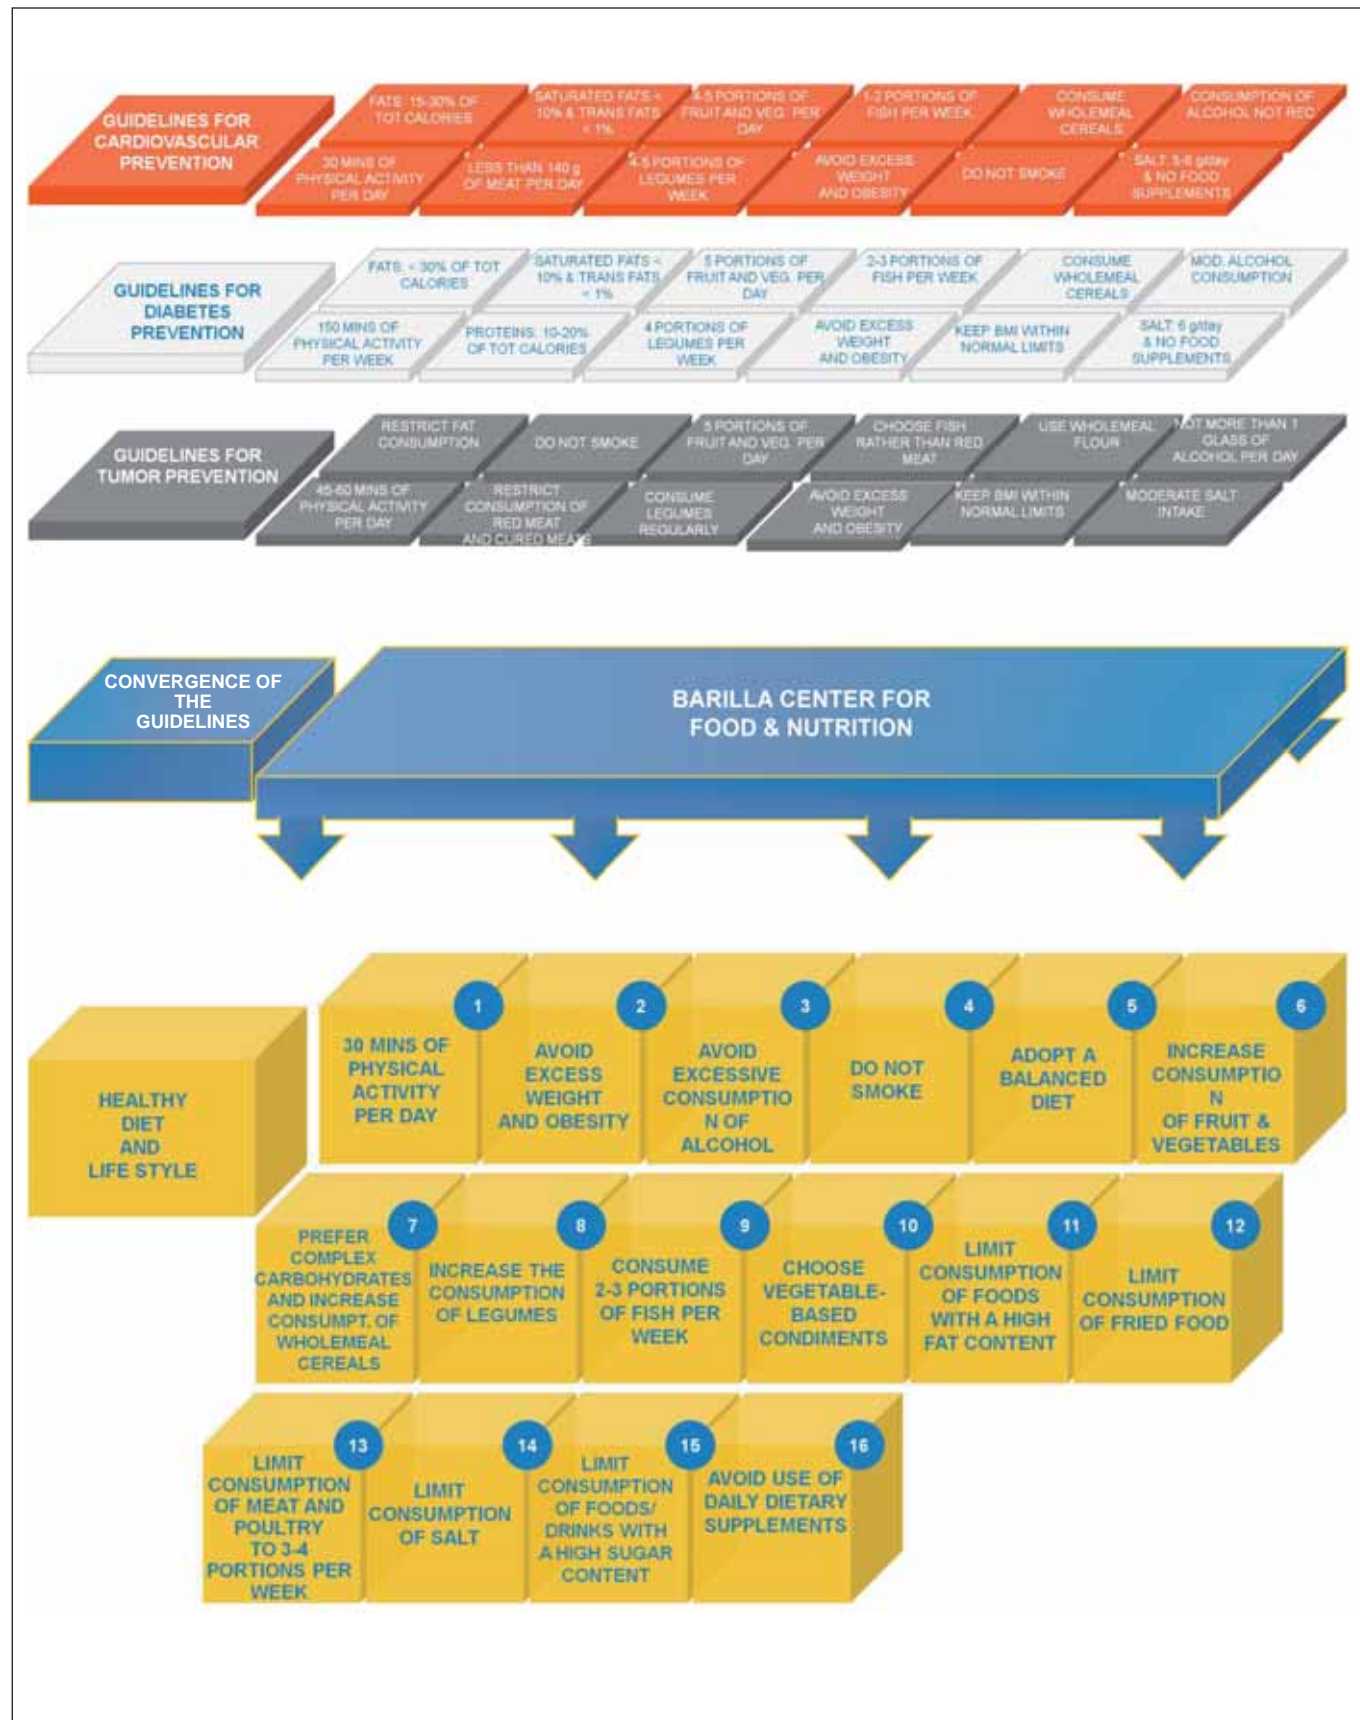 GUIDELINES FOR
CARDIOVASCULAR
PREVENTION
FATS: 15-30% OF
TOT CALORIES
SATURATED FATS <
10% & TRANS FATS
< 1%
4-5 PORTIONS OF
FRUIT AND VEG. PER
DAY
FISH PER WEEK
CONSUME
WHOLEMEAL
CEREALS
CONSUMPTION OF
ALCOHOL NOT REC
30 MINS OF
PHYSICAL ACTIVITY
PER DAY
LESS THAN 140 g
OF MEAT PER DAY
4-5 PORTIONS OF
LEGUMES PER
WEEK
AVOID EXCESS
WEIGHT
AND OBESITY
DO NOT SMOKE
SALT: 5-6 g/day
& NO FOOD
SUPPLEMENTS
GUIDELINES FOR
DIABETES
PREVENTION
FATS: < 30% OF TOT
CALORIES
SATURATED FATS <
10% & TRANS FATS
< 1%
5 PORTIONS OF
FRUIT AND VEG. PER
DAY
2-3 PORTIONS OF
FISH PER WEEK
CONSUME
WHOLEMEAL
CEREALS
MOD. ALCOHOL
CONSUMPTION
150 MINS OF
PHYSICAL ACTIVITY
PER WEEK
PROTEINS: 10-20%
OF TOT CALORIES
4 PORTIONS OF
LEGUMES PER
WEEK
AVOID EXCESS
WEIGHT
AND OBESITY
KEEP BMI WITHIN
NORMAL LIMITS
SALT: 6 g/day
& NO FOOD
SUPPLEMENTS
GUIDELINES FOR
TUMOR PREVENTION
RESTRICT FAT
CONSUMPTION
DO NOT SMOKE
5 PORTIONS OF
FRUIT AND VEG. PER
DAY
CHOOSE FISH
RATHER THAN RED
MEAT
USE WHOLEMEAL
FLOUR
NOT MORE THAN 1
GLASS OF
ALCOHOL PER DAY
45-60 MINS OF
PHYSICAL ACTIVITY
PER DAY
RESTRICT
CONSUMPTION OF
RED MEAT
AND CURED MEATS
CONSUME
LEGUMES
REGULARLY
AVOID EXCESS
WEIGHT
AND OBESITY
KEEP BMI WITHIN
NORMAL LIMITS
MODERATE SALT
INTAKE
CONVERGENCE OF
THE
GUIDELINES
BARILLA CENTER FOR
FOOD & NUTRITION
HEALTHY
DIET
AND
LIFE STYLE
1
30 MINS OF
PHYSICAL
ACTIVITY
PER DAY
2
AVOID
EXCESS
WEIGHT
AND OBESITY
3
AVOID
EXCESSIVE
CONSUMPTIO
N OF
ALCOHOL
4
DO NOT
SMOKE
5
ADOPT A
BALANCED
DIET
6
INCREASE
CONSUMPTIO
N
OF FRUIT &
VEGETABLES
7
PREFER
COMPLEX
CARBOHYDRATES
AND INCREASE
CONSUMPT. OF
WHOLEMEAL
CEREALS
8
INCREASE THE
CONSUMPTION
OF LEGUMES
9
CONSUME
2-3 PORTIONS
OF FISH PER
WEEK
10
CHOOSE
VEGETABLE-
BASED
CONDIMENTS
11
LIMIT
CONSUMPTION
OF FOODS
WITH A HIGH
FAT CONTENT
12
LIMIT
CONSUMPTION
OF FRIED FOOD
13
LIMIT
CONSUMPTION
OF MEAT AND
POULTRY
TO 3-4
PORTIONS PER
WEEK
14
LIMIT
CONSUMPTION
OF SALT
15
LIMIT
CONSUMPTION
OF FOODS/
DRINKS WITH
A HIGH SUGAR
CONTENT
16
AVOID USE OF
DAILY DIETARY
SUPPLEMENTS